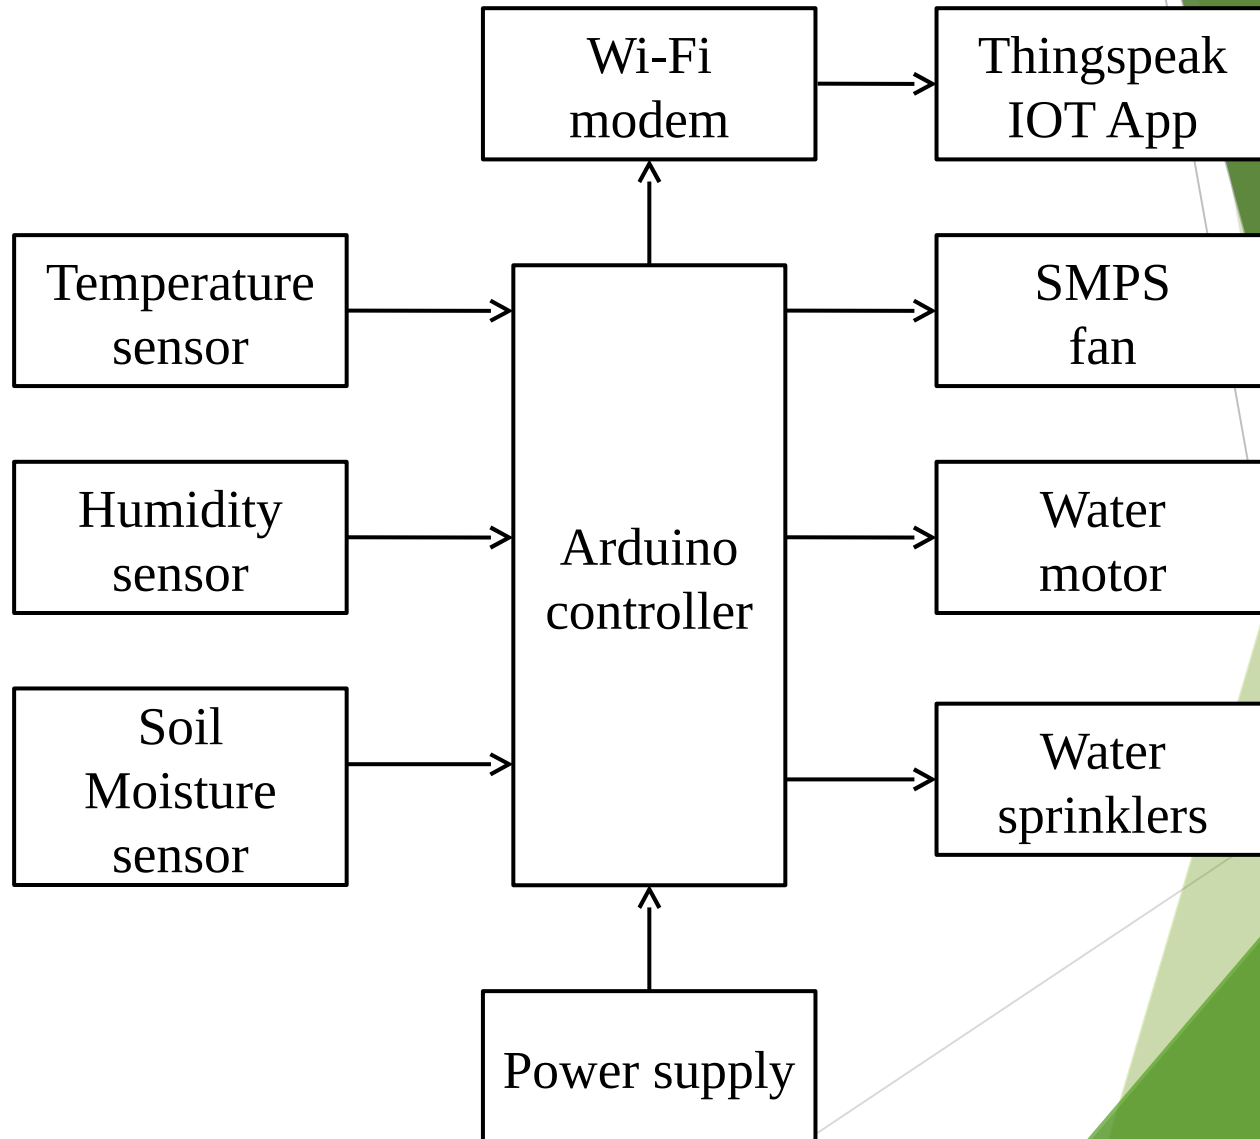 Wi-Fi
modem
Thingspeak
IOT App
Temperature
sensor
SMPS
fan
Humidity
sensor
Arduino
controller
Water
motor
Soil
Moisture
sensor
Water
sprinklers
Power supply